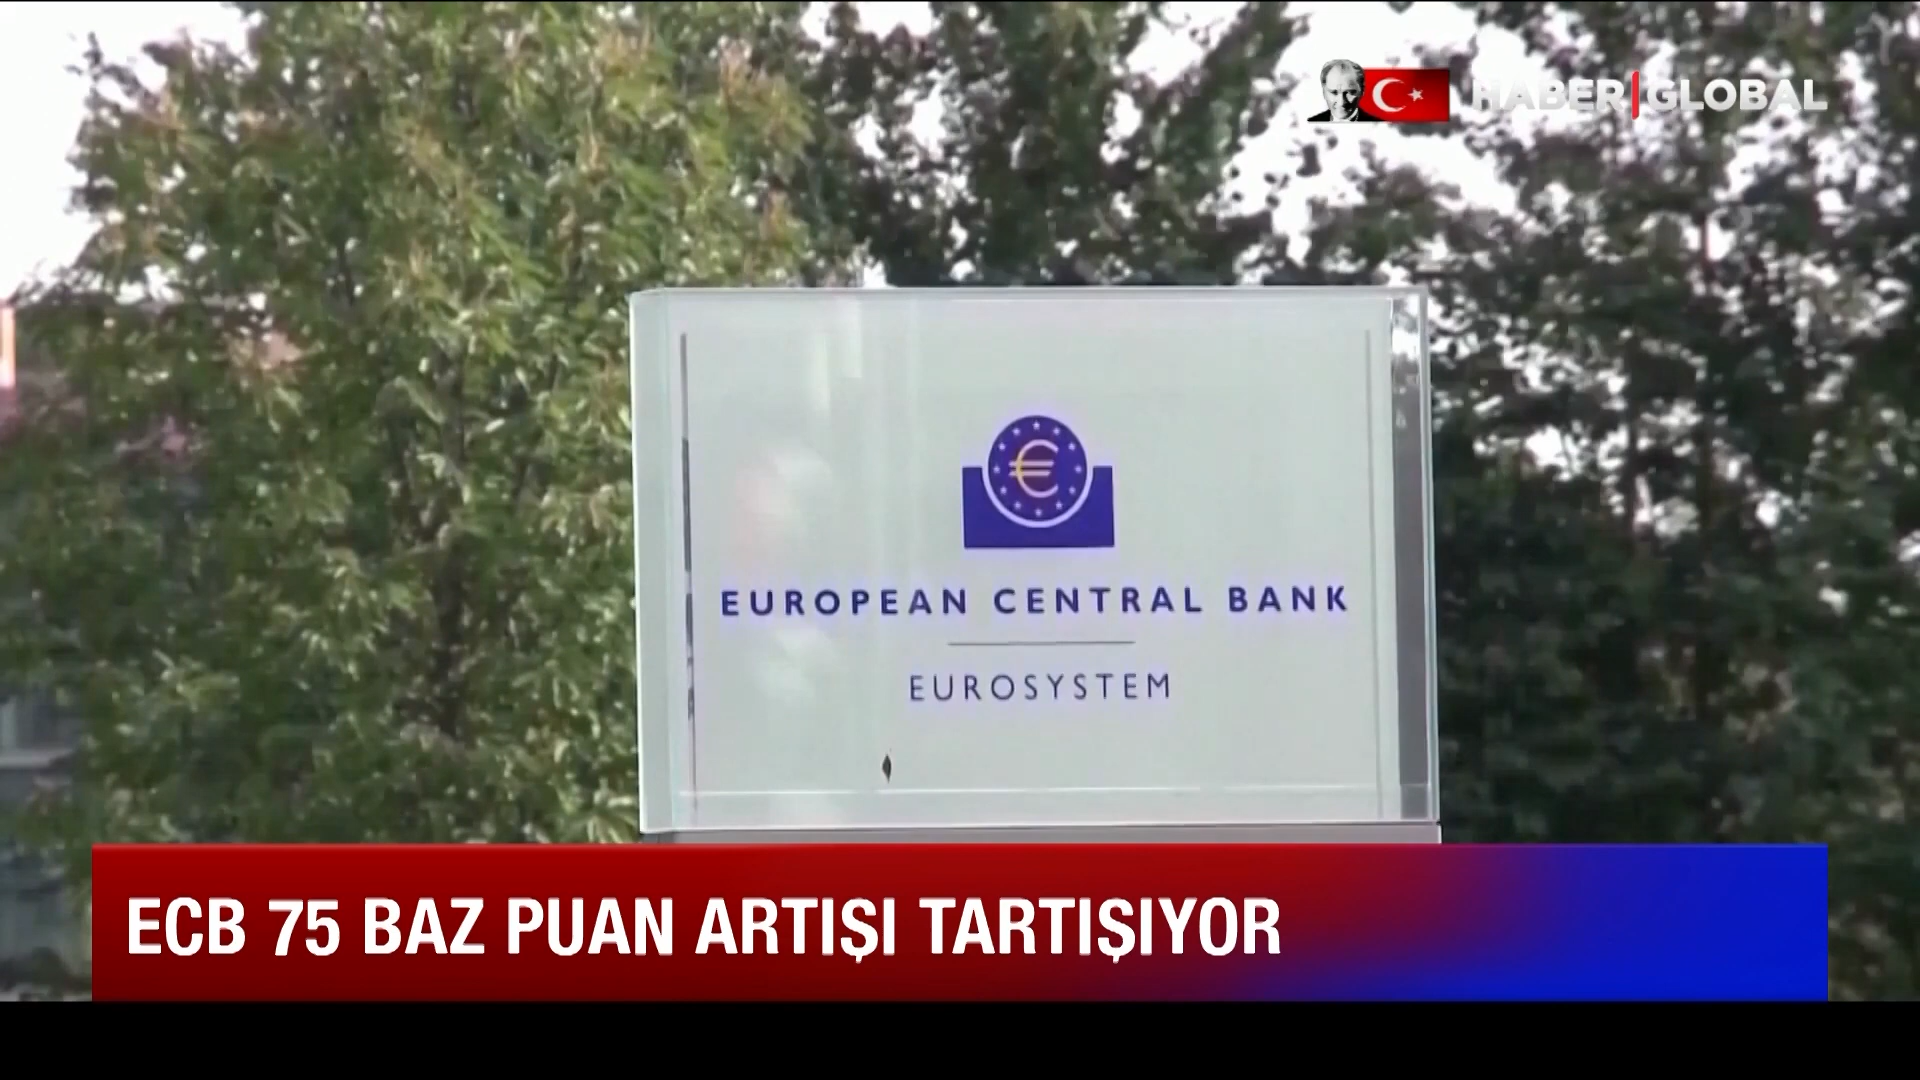 HABER|GLOBAL
EUROPEAN CENTRAL BANK
EUROSYSTEM
ECB 75 BAZ PUAN ARTIŞI TARTIŞIYOR